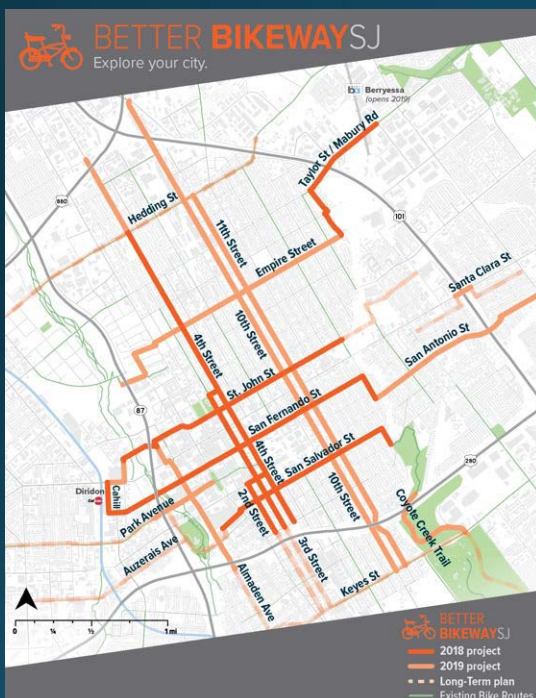 BETTER BIKEWAYSJ
Explore your city.
ba Berryessa
(opens 2019)
Taylor St / Mabury Rd
880
101
Hedding St
11th Street
Empire Street
Santa Clara St
4th Street
10th Street
San Antonio St
St. John St
87
San Fernando St
4th Street
San Salvador St
280
Diridon
Cahill
Park Avenue
2nd Street
10th Street
Coyote Creek Trail
Auzerais Ave
3rd Street
Almaden Ave
Keyes St
0 ¼ ½ 1 mi
BETTER
BIKEWAYSJ
2018 project
2019 project
Long-Term plan
Existing Bike Routes